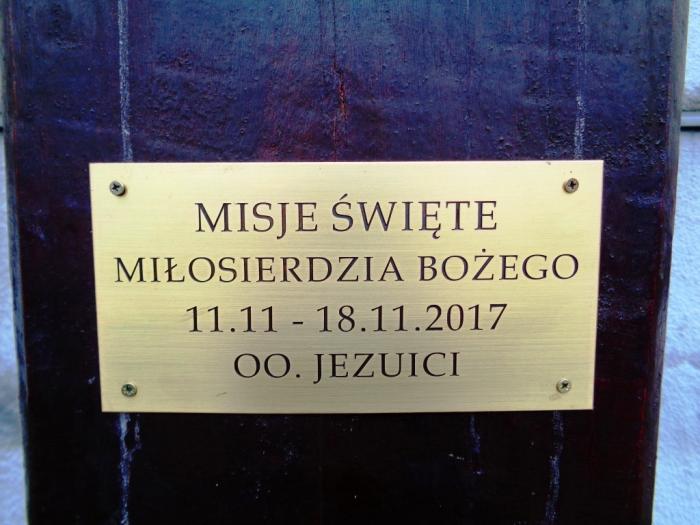 MISJE ŚWIĘTE
MIŁOSIERDZIA BOŻEGO
11.11 - 18.11.2017
OO. JEZUICI